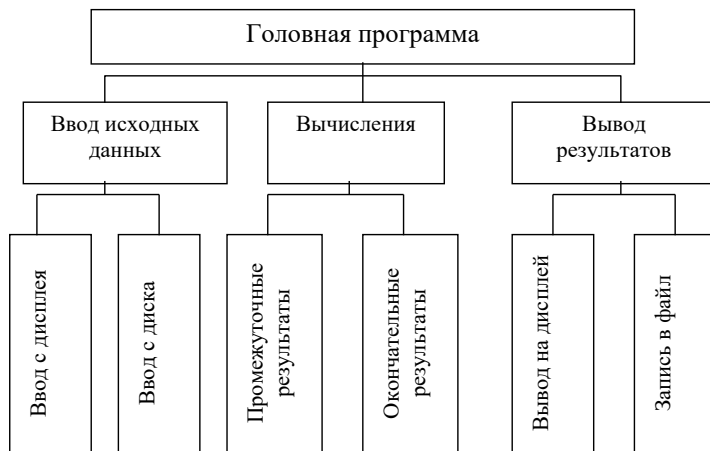 Головная программа
Ввод исходных
данных
Вычисления
Вывод
результатов
Ввод с дисплея
Ввод с диска
Промежуточные
результаты
Окончательные
результаты
Вывод на дисплей
Запись в файл